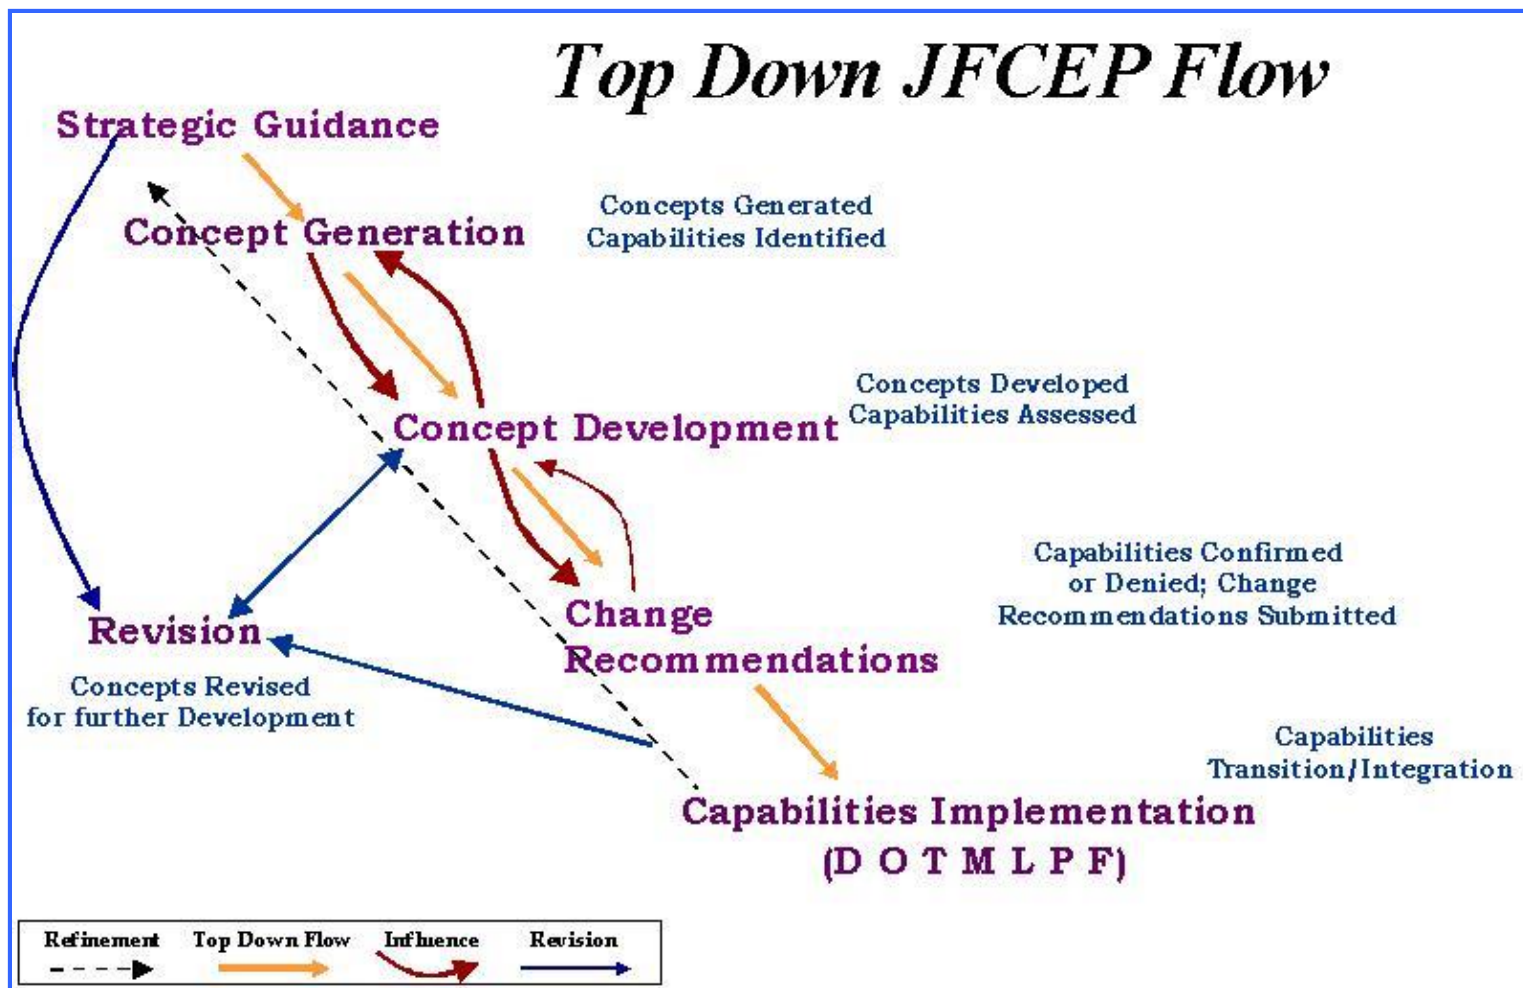 Top Down JFCEP Flow
Strategic Guidance
Concept Generation
Concepts Generated
Capabilities Identified
Concept Development
Concepts Developed
Capabilities Assessed
Change
Recommendations
Capabilities Confirmed
or Denied; Change
Recommendations Submitted
Revision
Concepts Revised
for further Development
Capabilities
Transition/Integration
Capabilities Implementation
(D O T M L P F)
Refinement
Top Down Flow
Influence
Revision